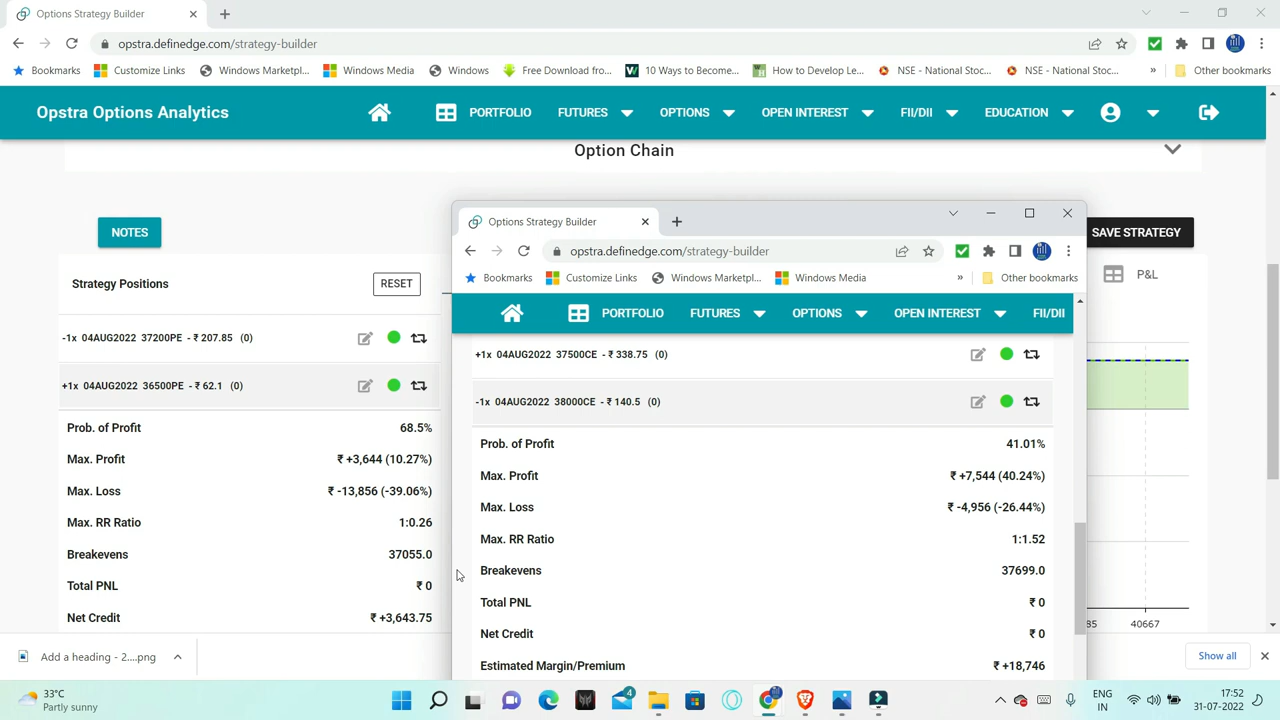 Options Strategy Builder
opstra.definedge.com/strategy-builder
Bookmarks Customize Links Windows Marketpl... Windows Media Windows Free Download fro... 10 Ways to Become... How to Develop Le... NSE - National Stoc... NSE - National Stoc... » Other bookmarks
Opstra Options Analytics PORTFOLIO FUTURES OPTIONS OPEN INTEREST FII/DII EDUCATION
Option Chain
NOTES
SAVE STRATEGY
Strategy Positions RESET
P&L
-1x 04AUG2022 37200PE - ₹ 207.85 (0)
+1x 04AUG2022 36500PE - ₹ 62.1 (0)
Prob. of Profit 68.5%
Max. Profit ₹ +3,644 (10.27%)
Max. Loss ₹ -13,856 (-39.06%)
Max. RR Ratio 1:0.26
Breakevens 37055.0
Total PNL ₹ 0
Net Credit ₹ +3,643.75
Options Strategy Builder
opstra.definedge.com/strategy-builder
Bookmarks Customize Links Windows Marketpl... Windows Media » Other bookmarks
PORTFOLIO FUTURES OPTIONS OPEN INTEREST FII/DII
+1x 04AUG2022 37500CE - ₹ 338.75 (0)
-1x 04AUG2022 38000CE - ₹ 140.5 (0)
Prob. of Profit 41.01%
Max. Profit ₹ +7,544 (40.24%)
Max. Loss ₹ -4,956 (-26.44%)
Max. RR Ratio 1:1.52
Breakevens 37699.0
Total PNL ₹ 0
Net Credit ₹ 0
Estimated Margin/Premium ₹ +18,746
85 40667
Add a heading - 2....png
Show all
33°C
Partly sunny
4
ENG
IN
17:52
31-07-2022